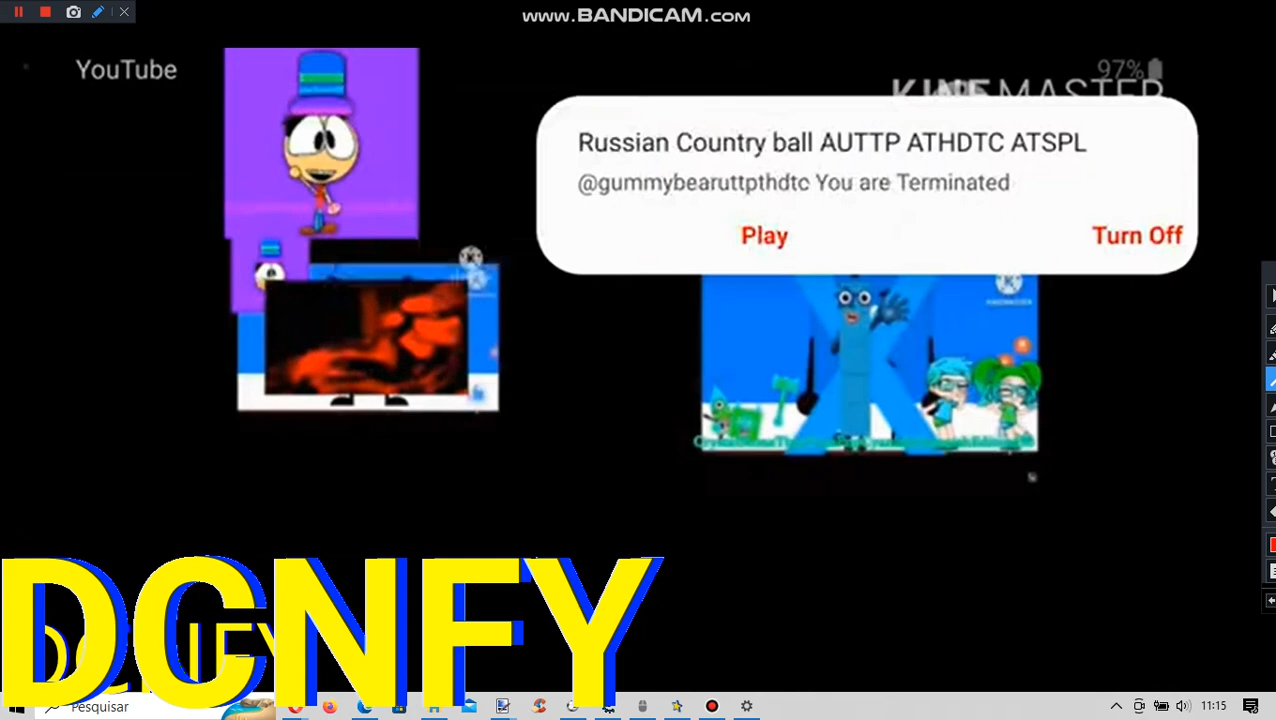 www.BANDICAM.com
YouTube
97%
KINEMASTER
Russian Country ball AUTTP ATHDTC ATSPL
@gummybearuttpthdtc You are Terminated
Play
Turn Off
DCNFY
Pesquisar
11:15